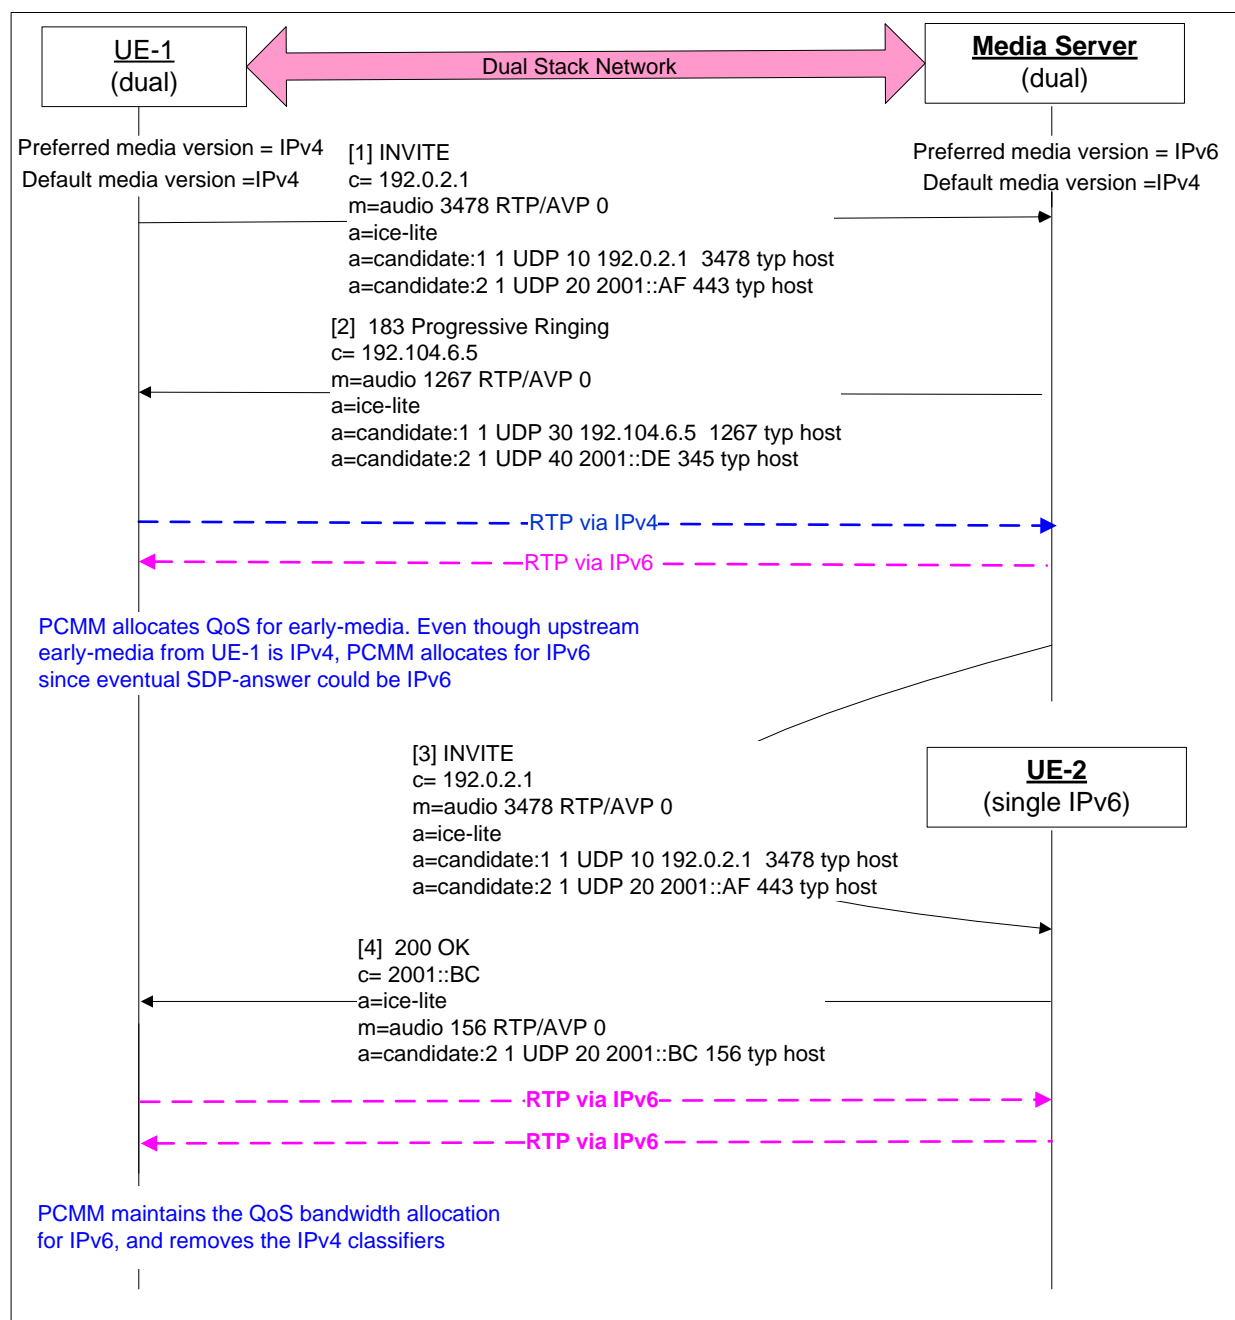 UE-1
(dual)
Dual Stack Network
Media Server
(dual)
Preferred media version = IPv4
Default media version =IPv4
Preferred media version = IPv6
Default media version =IPv4
[1] INVITE
c= 192.0.2.1
m=audio 3478 RTP/AVP 0
a=ice-lite
a=candidate:1 1 UDP 10 192.0.2.1  3478 typ host
a=candidate:2 1 UDP 20 2001::AF 443 typ host
[2]  183 Progressive Ringing
c= 192.104.6.5
m=audio 1267 RTP/AVP 0
a=ice-lite
a=candidate:1 1 UDP 30 192.104.6.5  1267 typ host
a=candidate:2 1 UDP 40 2001::DE 345 typ host
RTP via IPv4
RTP via IPv6
PCMM allocates QoS for early-media. Even though upstream
early-media from UE-1 is IPv4, PCMM allocates for IPv6
since eventual SDP-answer could be IPv6
[3] INVITE
c= 192.0.2.1
m=audio 3478 RTP/AVP 0
a=ice-lite
a=candidate:1 1 UDP 10 192.0.2.1  3478 typ host
a=candidate:2 1 UDP 20 2001::AF 443 typ host
UE-2
(single IPv6)
[4]  200 OK
c= 2001::BC
a=ice-lite
m=audio 156 RTP/AVP 0
a=candidate:2 1 UDP 20 2001::BC 156 typ host
RTP via IPv6
RTP via IPv6
PCMM maintains the QoS bandwidth allocation
for IPv6, and removes the IPv4 classifiers